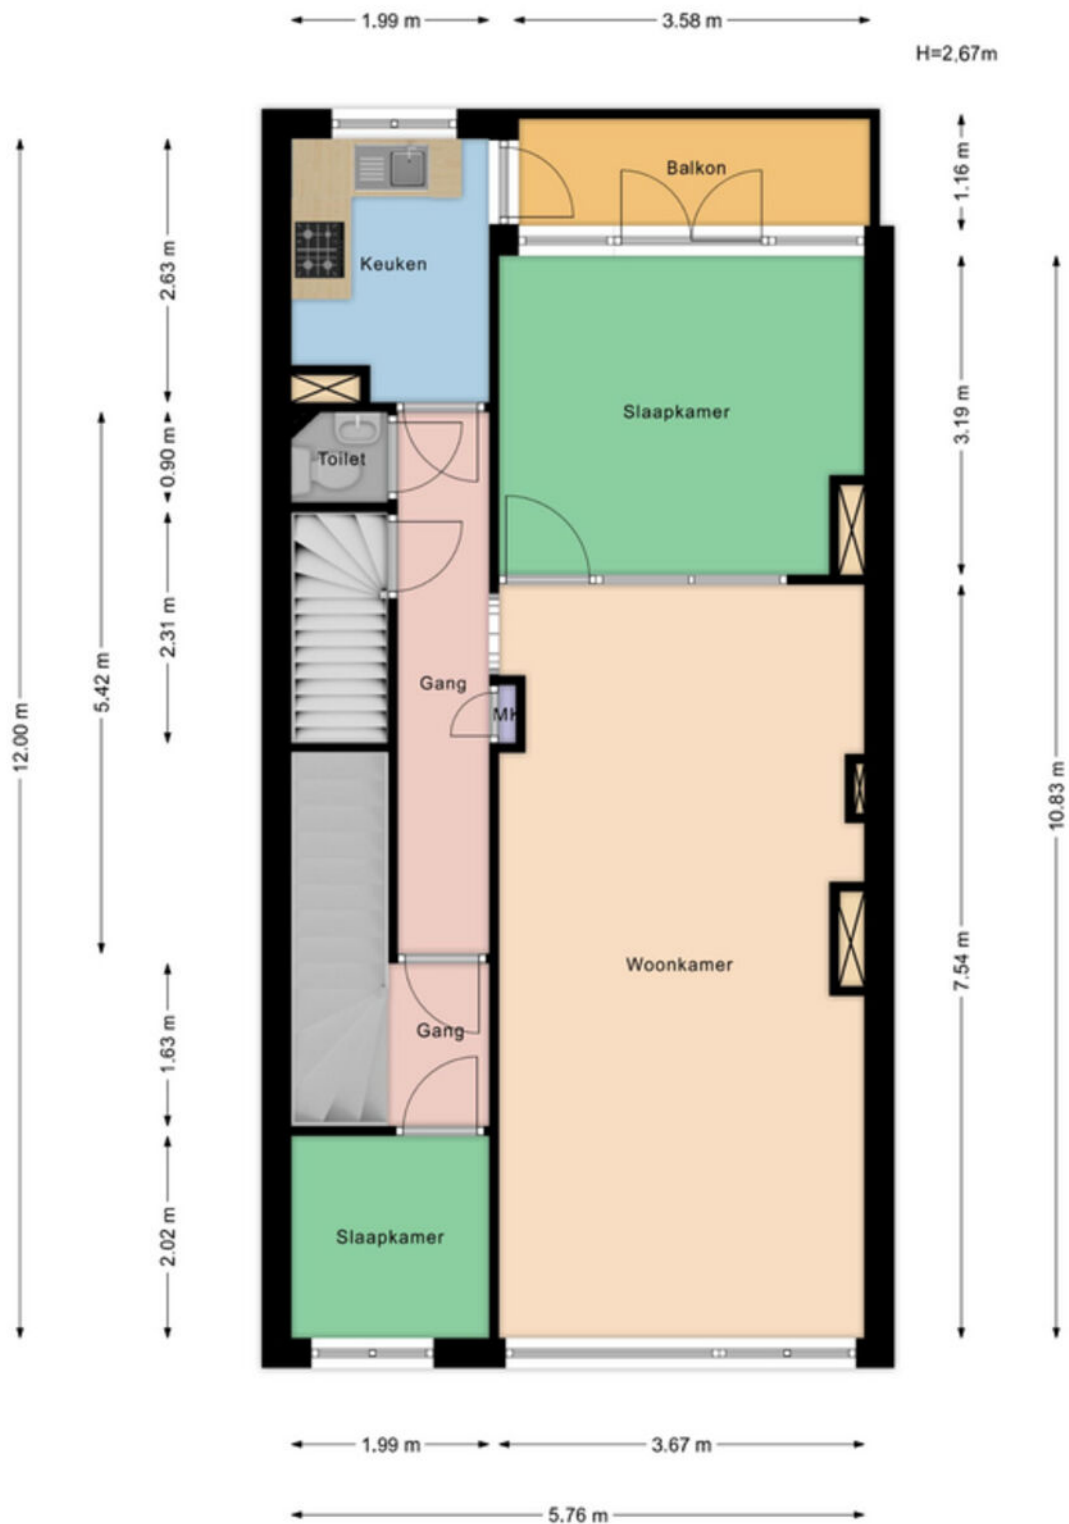 1.99 m
3.58 m
H=2,67m
Balkon
1.16 m
Keuken
2.63 m
Slaapkamer
3.19 m
Toilet
0.90 m
2.31 m
5.42 m
Gang
12.00 m
10.83 m
Woonkamer
7.54 m
Gang
1.63 m
Slaapkamer
2.02 m
1.99 m
3.67 m
5.76 m